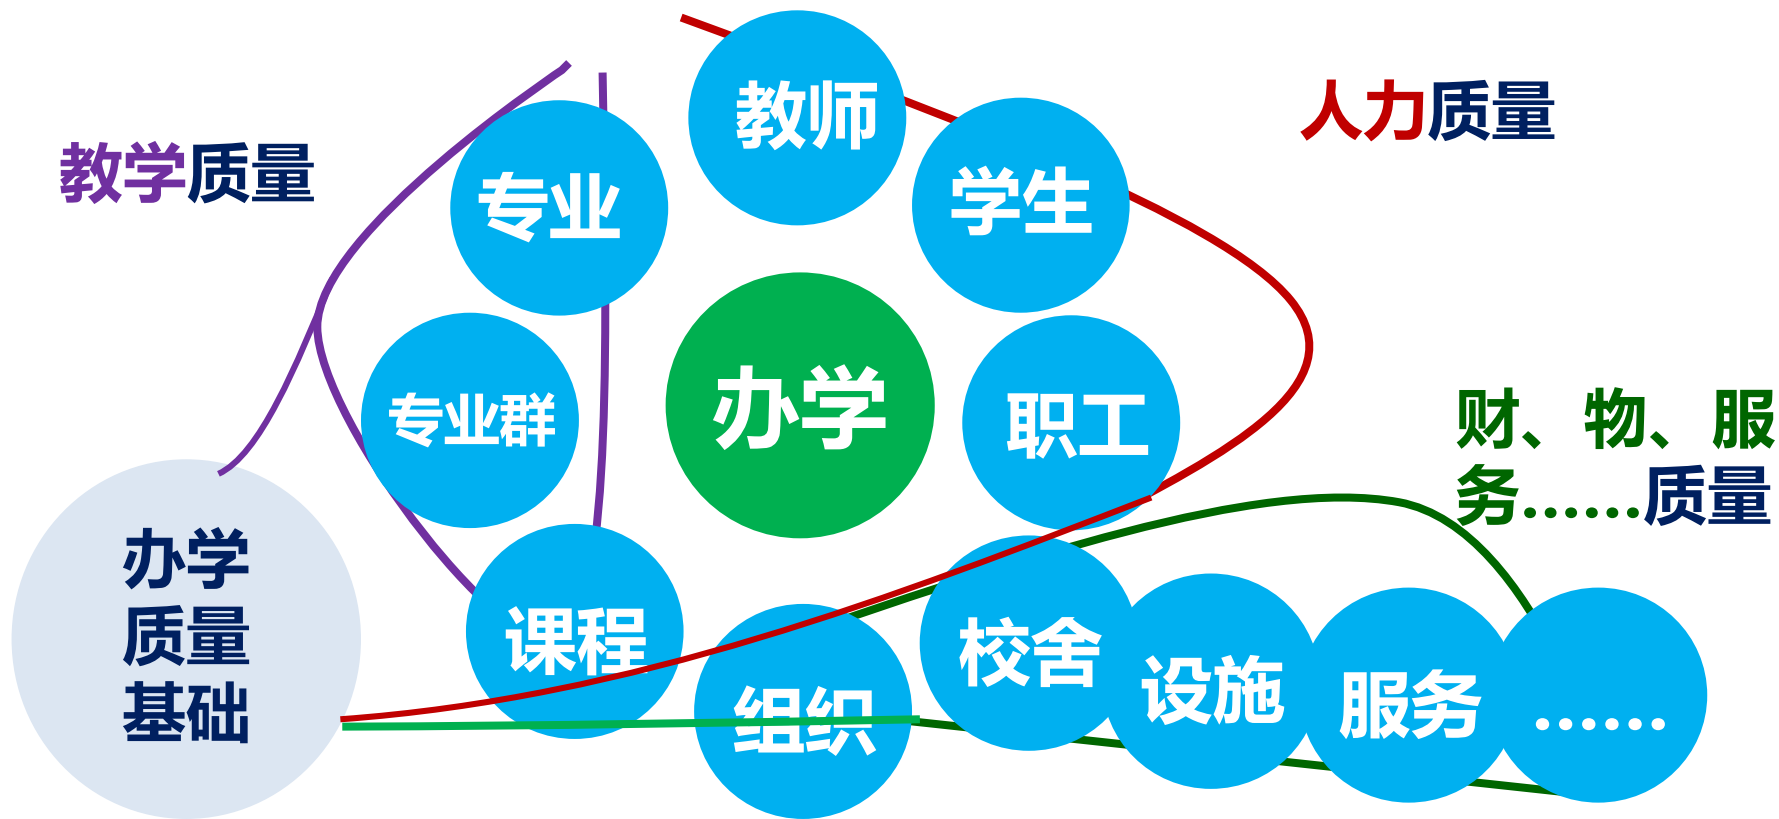 教师
人力质量
教学质量
专业
学生
专业群
办学
职工
财、物、服
务……质量
办学
质量
基础
课程
组织
校舍
设施
服务
……